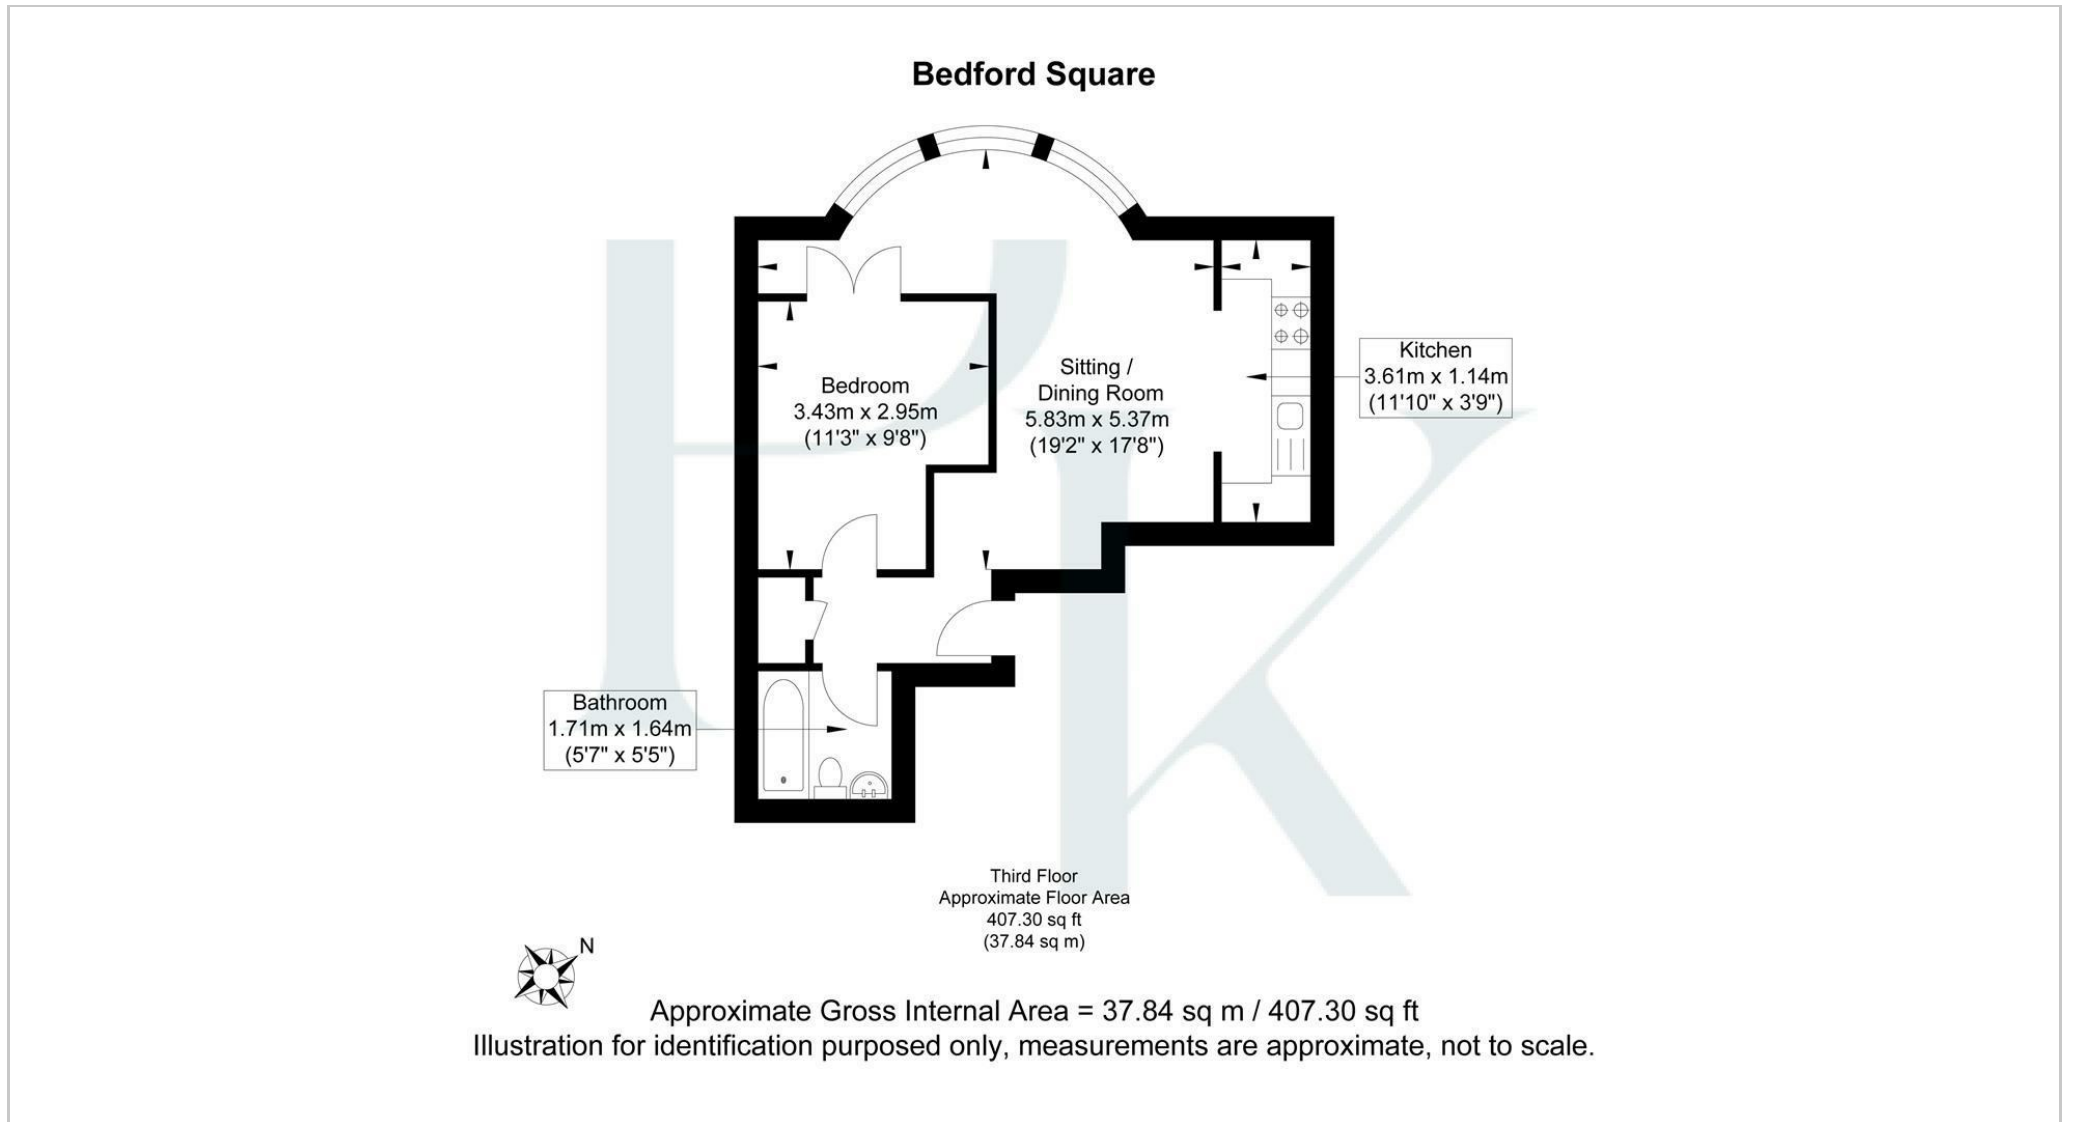 Bedford Square
Kitchen
3.61m x 1.14m
(11'10" x 3'9")
Sitting /
Dining Room
5.83m x 5.37m
(19'2" x 17'8")
Bedroom
3.43m x 2.95m
(11'3" x 9'8")
Bathroom
1.71m x 1.64m
(5'7" x 5'5")
Third Floor
Approximate Floor Area
407.30 sq ft
(37.84 sq m)
N
Approximate Gross Internal Area = 37.84 sq m / 407.30 sq ft
Illustration for identification purposed only, measurements are approximate, not to scale.